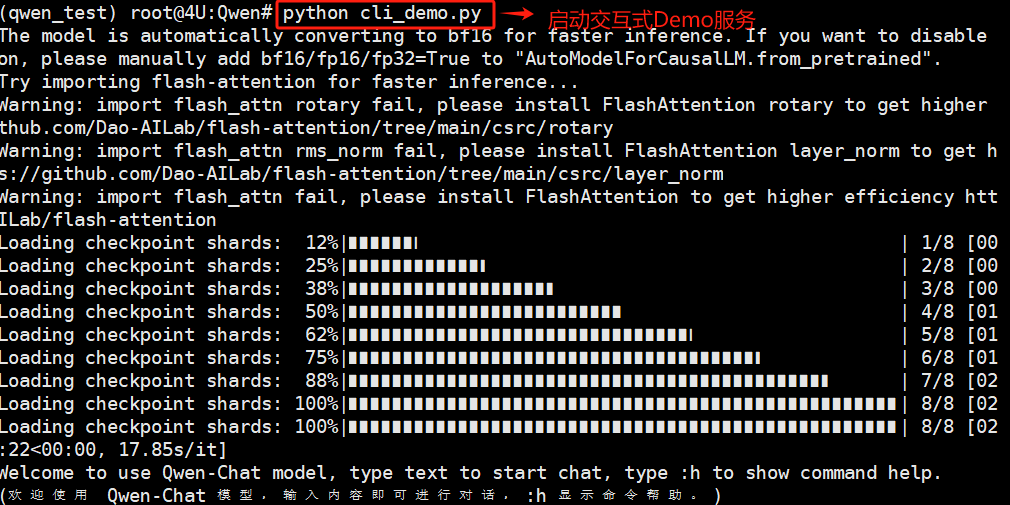 (qwen_test) root@4U:Qwen# python cli_demo.py 启动交互式Demo服务
The model is automatically converting to bf16 for faster inference. If you want to disable
on, please manually add bf16/fp16/fp32=True to "AutoModelForCausalLM.from_pretrained".
Try importing flash-attention for faster inference...
Warning: import flash_attn rotary fail, please install FlashAttention rotary to get higher
thub.com/Dao-AILab/flash-attention/tree/main/csrc/rotary
Warning: import flash_attn rms_norm fail, please install FlashAttention layer_norm to get h
s://github.com/Dao-AILab/flash-attention/tree/main/csrc/layer_norm
Warning: import flash_attn fail, please install FlashAttention to get higher efficiency htt
ILab/flash-attention
Loading checkpoint shards: 12%| | 1/8 [00
Loading checkpoint shards: 25%| | 2/8 [00
Loading checkpoint shards: 38%| | 3/8 [00
Loading checkpoint shards: 50%| | 4/8 [01
Loading checkpoint shards: 62%| | 5/8 [01
Loading checkpoint shards: 75%| | 6/8 [01
Loading checkpoint shards: 88%| | 7/8 [02
Loading checkpoint shards: 100%| | 8/8 [02
Loading checkpoint shards: 100%| | 8/8 [02
:22<00:00, 17.85s/it]
Welcome to use Qwen-Chat model, type text to start chat, type :h to show command help.
(欢迎使用 Qwen-Chat 模型，输入内容即可进行对话，:h 显示命令帮助。)